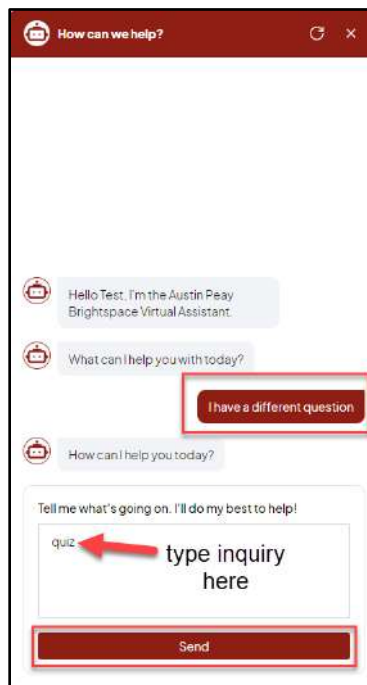 How can we help?
Hello Test, I'm the Austin Peay
Brightspace Virtual Assistant.
What can I help you with today?
I have a different question
How can I help you today?
Tell me what's going on. I'll do my best to help!
quiz
type inquiry
here
Send